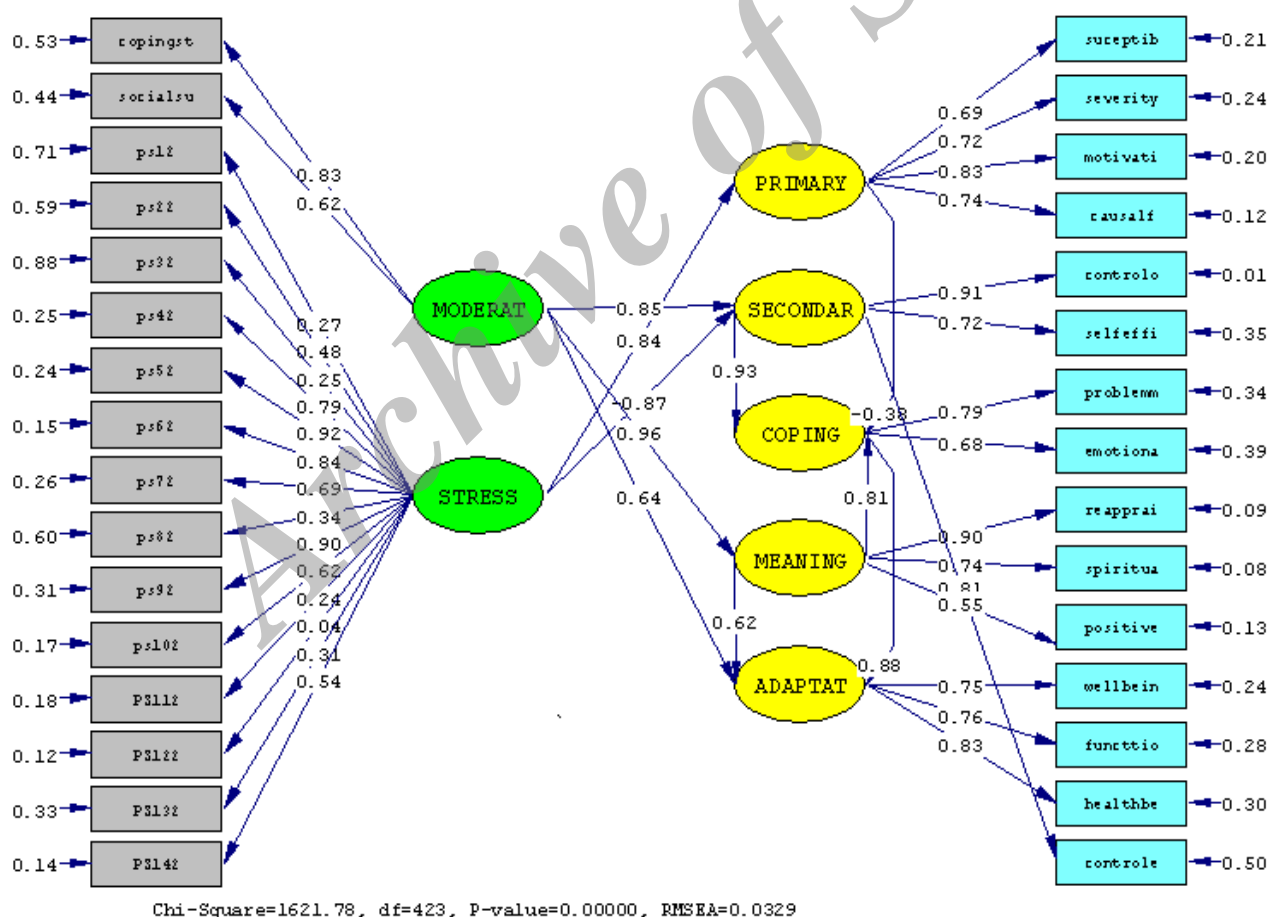 0.53 copingst
0.44 socialsu
0.71 ps12
0.59 ps22
0.88 ps32
0.25 ps42
0.24 ps52
0.15 ps62
0.26 ps72
0.60 ps82
0.31 ps92
0.17 ps102
0.18 PS112
0.12 PS122
0.33 PS132
0.14 PS142
0.83
0.62
0.27
0.48
0.25
0.79
0.92
0.84
0.69
0.34
0.90
0.62
0.24
0.04
0.31
0.54
MODERAT
STRESS
0.85
0.84
-0.87
0.96
0.64
PRIMARY
SECONDAR
0.93
COPING
-0.38
0.81
MEANING
0.62
ADAPTAT
0.88
0.69
0.72
0.83
0.74
0.91
0.72
0.79
0.68
0.90
0.74
0.81
0.55
0.75
0.76
0.83
suceptib 0.21
severity 0.24
motivati 0.20
causalf 0.12
controlo 0.01
selfeffi 0.35
problemm 0.34
emotiona 0.39
reapprai 0.09
spiritua 0.08
positive 0.13
wellbein 0.24
functtio 0.28
healthbe 0.30
controle 0.50
Chi-Square=1621.78, df=423, P-value=0.00000, RMSEA=0.0329
Archive of S